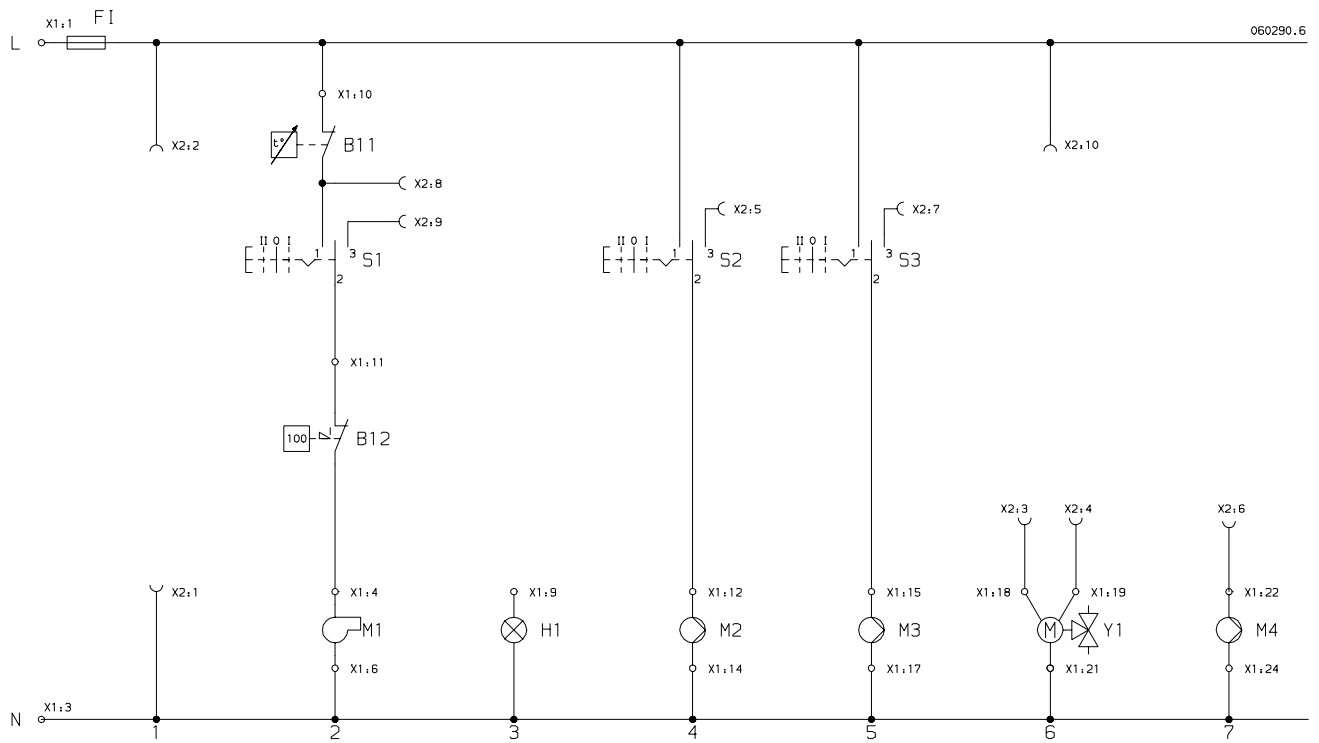 X1:1 FI
L 060290.6
X1:10
t° B11
X2:2 X2:10
X2:8
X2:9 X2:5 X2:7
II 0 I 1 3 S1
2
II 0 I 1 3 S2
2
II 0 I 1 3 S3
2
X1:11
100 B12
X2:3 X2:4 X2:6
X2:1 X1:4 X1:9 X1:12 X1:15 X1:18 X1:19 X1:22
M1 H1 M2 M3 M Y1 M4
X1:6 X1:14 X1:17 X1:21 X1:24
X1:3
N
1 2 3 4 5 6 7